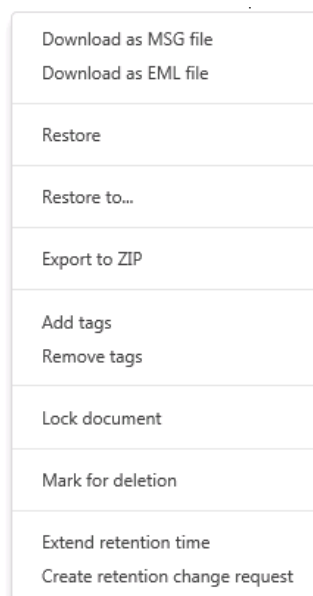 Download as MSG file
Download as EML file
Restore
Restore to...
Export to ZIP
Add tags
Remove tags
Lock document
Mark for deletion
Extend retention time
Create retention change request